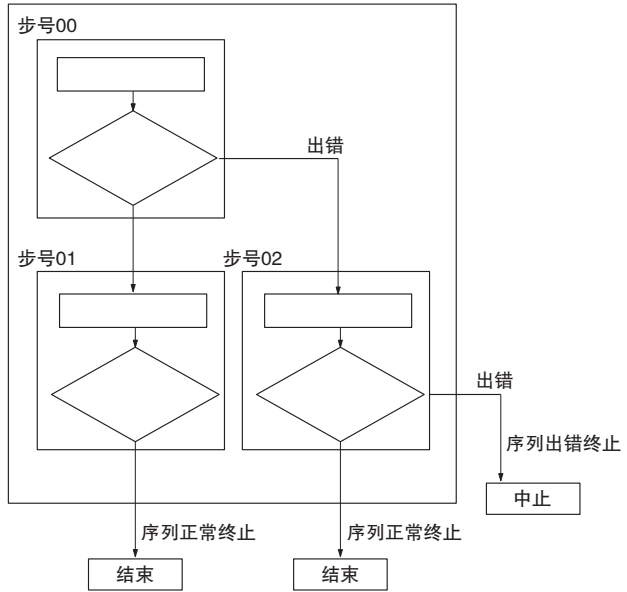 步号00
出错
步号01
步号02
出错
序列出错终止
中止
序列正常终止
序列正常终止
结束
结束